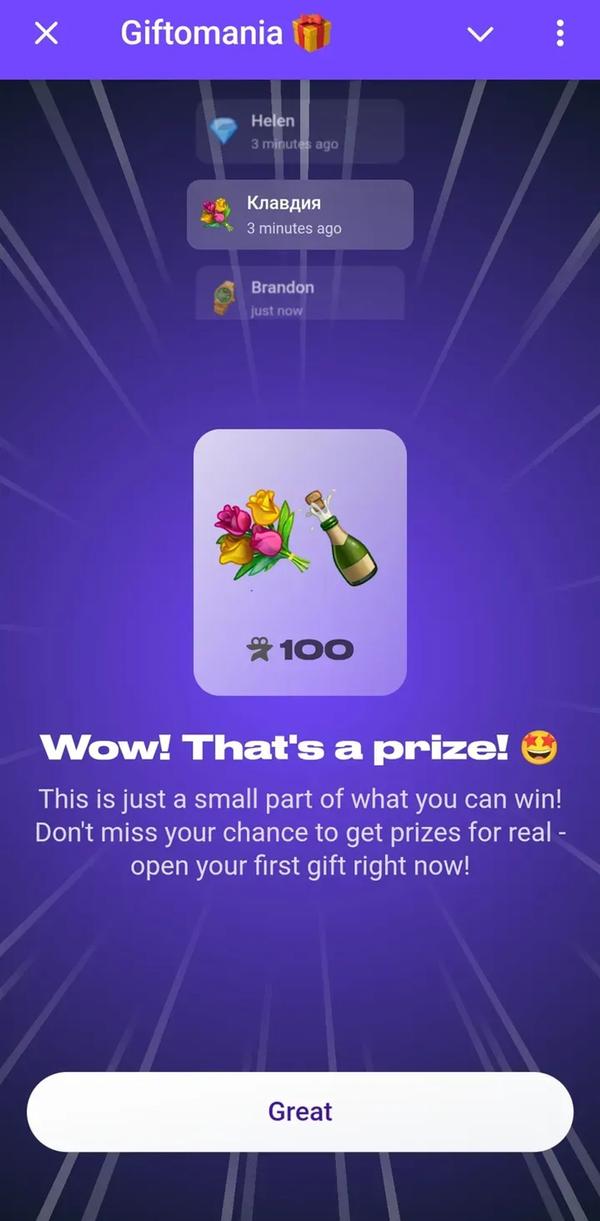 Giftomania
Helen
3 minutes ago
Клавдия
3 minutes ago
Brandon
just now
100
Wow! That's a prize! 🤩
This is just a small part of what you can win!
Don't miss your chance to get prizes for real -
open your first gift right now!
Great